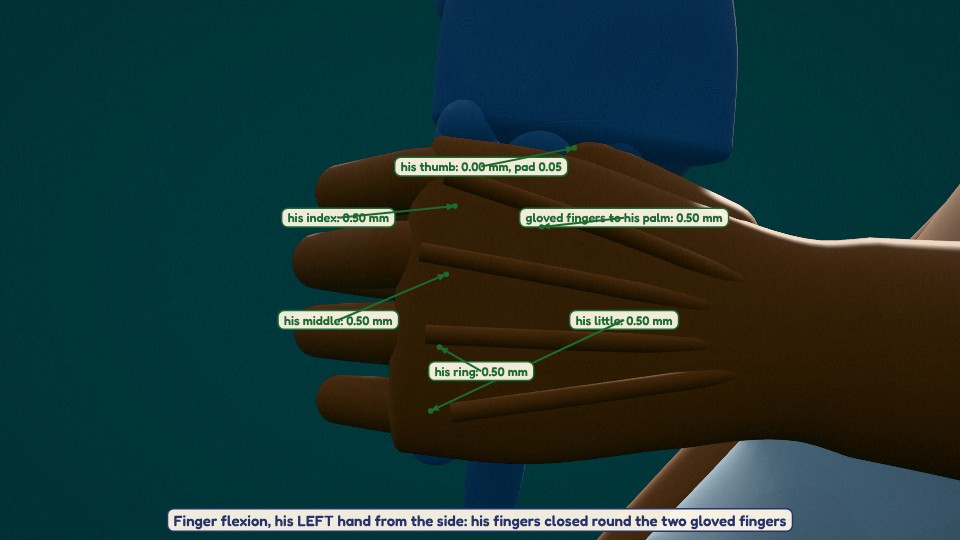 his thumb: 0.00 mm, pad 0.05
his index: 0.50 mm
gloved fingers to his palm: 0.50 mm
his middle: 0.50 mm
his little: 0.50 mm
his ring: 0.50 mm
Finger flexion, his LEFT hand from the side: his fingers closed round the two gloved fingers